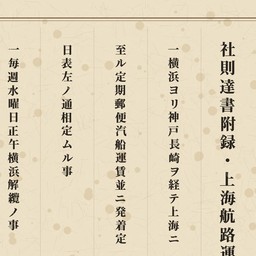 社則達書附録・上海航路運
一横浜ヨリ神戸長崎ヲ経テ上海ニ
至ル定期郵便汽船運賃並ニ発着定
日表左ノ通相定ムル事
一毎週水曜日正午横浜解纜ノ事